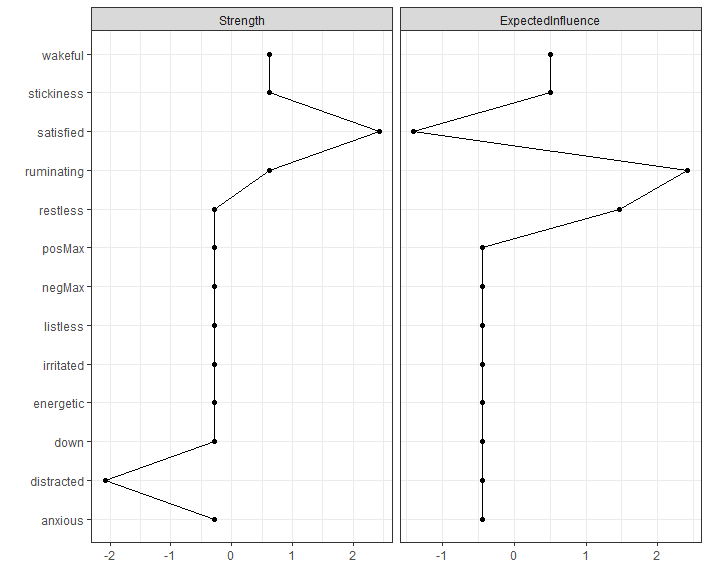 Strength
ExpectedInfluence
wakeful
stickiness
satisfied
ruminating
restless
posMax
negMax
listless
irritated
energetic
down
distracted
anxious
-2 -1 0 1 2
-1 0 1 2